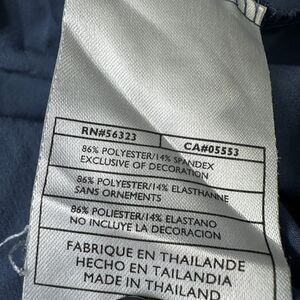 RN#56323 CA#05553
86% POLYESTER/14% SPANDEX
EXCLUSIVE OF DECORATION
86% POLYESTER/14% ELASTHANNE
SANS ORNEMENTS
86% POLIESTER/14% ELASTANO
NO INCLUYE LA DECORACION
FABRIQUE EN THAILANDE
HECHO EN TAILANDIA
MADE IN THAILAND